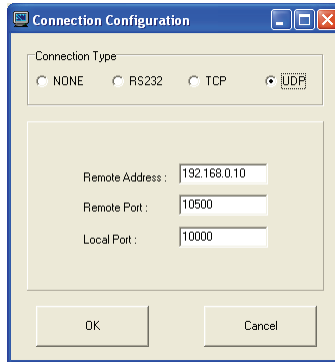 Connection Configuration
Connection Type
NONE RS232 TCP UDP
Remote Address : 192.168.0.10
Remote Port : 10500
Local Port : 10000
OK Cancel